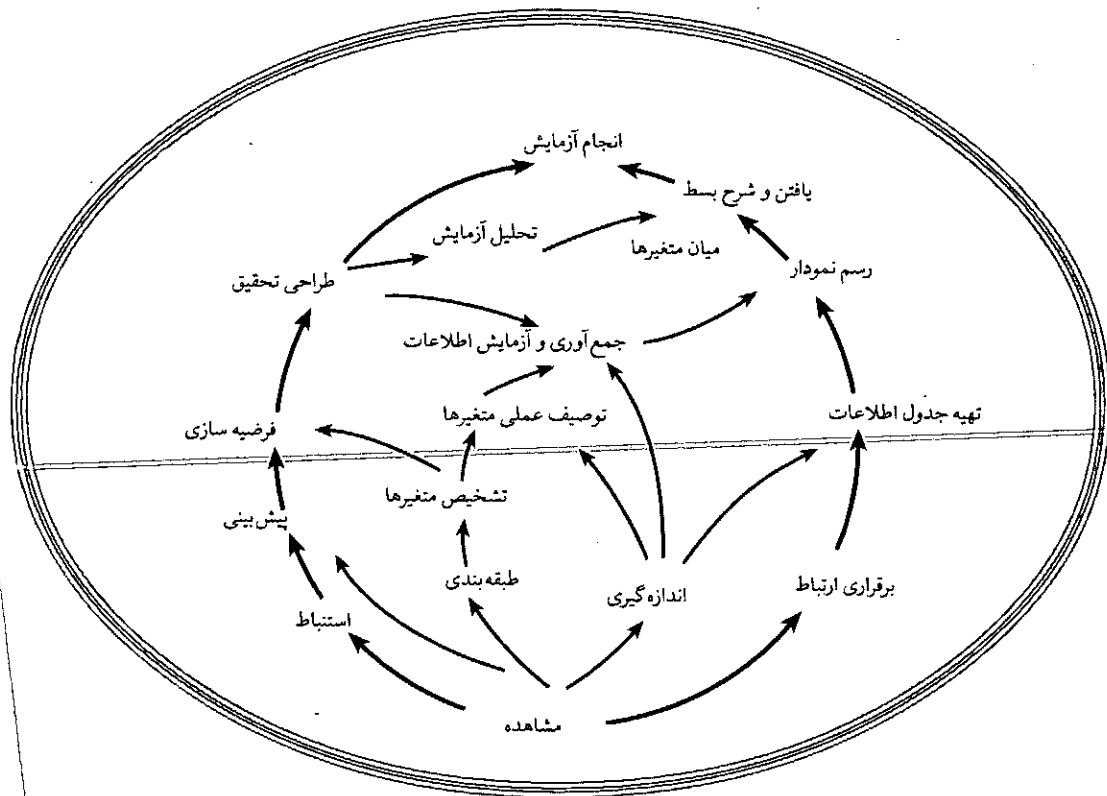 انجام آزمایش
یافتن و شرح بسط
تحلیل آزمایش
میان متغیرها
رسم نمودار
طراحی تحقیق
جمع‌آوری و آزمایش اطلاعات
تهیه جدول اطلاعات
توصیف عملی متغیرها
فرضیه سازی
تشخیص متغیرها
پیش‌بینی
برقراری ارتباط
اندازه‌گیری
طبقه‌بندی
استنباط
مشاهده